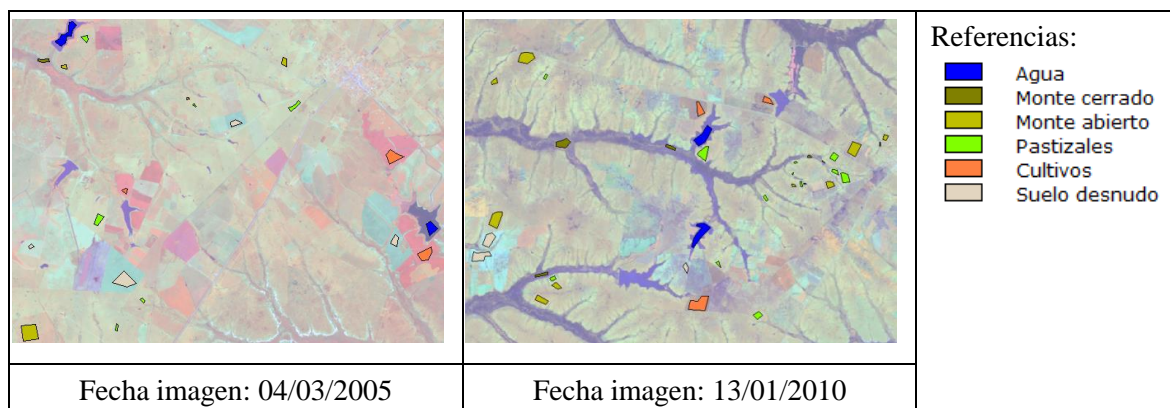 Referencias:
Agua
Monte cerrado
Monte abierto
Pastizales
Cultivos
Suelo desnudo
Fecha imagen: 04/03/2005
Fecha imagen: 13/01/2010